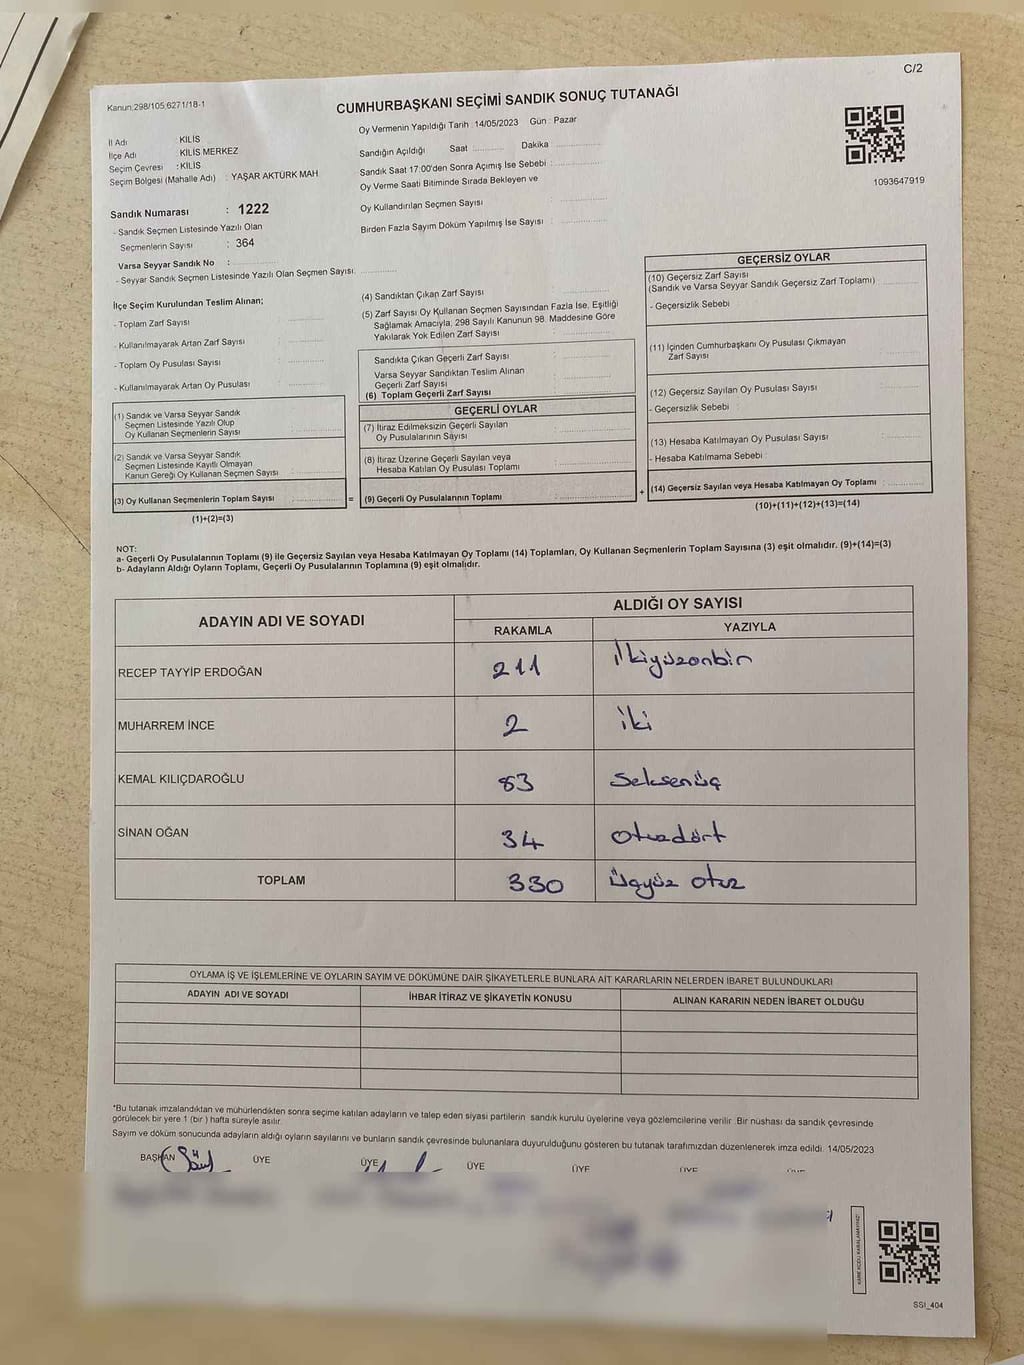 C/2
Kanun:298/105;6271/18-1
CUMHURBAŞKANI SEÇİMİ SANDIK SONUÇ TUTANAĞI
İl Adı : KİLİS
İlçe Adı : KİLİS MERKEZ
Seçim Çevresi : KİLİS
Seçim Bölgesi (Mahalle Adı) : YAŞAR AKTÜRK MAH
Sandık Numarası : 1222
- Sandık Seçmen Listesinde Yazılı Olan
Seçmenlerin Sayısı : 364
Varsa Seyyar Sandık No :
- Seyyar Sandık Seçmen Listesinde Yazılı Olan Seçmen Sayısı:
Oy Vermenin Yapıldığı Tarih : 14/05/2023 Gün : Pazar
Sandığın Açıldığı Saat Dakika
Sandık Saat 17:00'den Sonra Açımış İse Sebebi :
Oy Verme Saati Bitiminde Sırada Bekleyen ve
Oy Kullandırılan Seçmen Sayısı :
Birden Fazla Sayım Döküm Yapılmış İse Sayısı :
1093647919
İlçe Seçim Kurulundan Teslim Alınan;
- Toplam Zarf Sayısı
- Kullanılmayarak Artan Zarf Sayısı
- Toplam Oy Pusulası Sayısı
- Kullanılmayarak Artan Oy Pusulası
(1) Sandık ve Varsa Seyyar Sandık
Seçmen Listesinde Yazılı Olup
Oy Kullanan Seçmenlerin Sayısı
(2) Sandık ve Varsa Seyyar Sandık
Seçmen Listesinde Kayıtlı Olmayan
Kanun Gereği Oy Kullanan Seçmen Sayısı
(3) Oy Kullanan Seçmenlerin Toplam Sayısı :
(1)+(2)=(3)
(4) Sandıktan Çıkan Zarf Sayısı
(5) Zarf Sayısı Oy Kullanan Seçmen Sayısından Fazla İse, Eşitliği
Sağlamak Amacıyla, 298 Sayılı Kanunun 98. Maddesine Göre
Yakılarak Yok Edilen Zarf Sayısı
Sandıkta Çıkan Geçerli Zarf Sayısı
Varsa Seyyar Sandıktan Teslim Alınan
Geçerli Zarf Sayısı
(6) Toplam Geçerli Zarf Sayısı
GEÇERLİ OYLAR
(7) İtiraz Edilmeksizin Geçerli Sayılan
Oy Pusulalarının Sayısı
(8) İtiraz Üzerine Geçerli Sayılan veya
Hesaba Katılan Oy Pusulası Toplamı
= (9) Geçerli Oy Pusulalarının Toplamı :
GEÇERSİZ OYLAR
(10) Geçersiz Zarf Sayısı
(Sandık ve Varsa Seyyar Sandık Geçersiz Zarf Toplamı)
- Geçersizlik Sebebi
(11) İçinden Cumhurbaşkanı Oy Pusulası Çıkmayan
Zarf Sayısı
(12) Geçersiz Sayılan Oy Pusulası Sayısı
- Geçersizlik Sebebi
(13) Hesaba Katılmayan Oy Pusulası Sayısı
- Hesaba Katılmama Sebebi
+ (14) Geçersiz Sayılan veya Hesaba Katılmayan Oy Toplamı :
(10)+(11)+(12)+(13)=(14)
NOT:
a- Geçerli Oy Pusulalarının Toplamı (9) ile Geçersiz Sayılan veya Hesaba Katılmayan Oy Toplamı (14) Toplamları, Oy Kullanan Seçmenlerin Toplam Sayısına (3) eşit olmalıdır. (9)+(14)=(3)
b- Adayların Aldığı Oyların Toplamı, Geçerli Oy Pusulalarının Toplamına (9) eşit olmalıdır.
ADAYIN ADI VE SOYADI ALDIĞI OY SAYISI
RAKAMLA YAZIYLA
RECEP TAYYİP ERDOĞAN 211 ikiyüzonbir
MUHARREM İNCE 2 iki
KEMAL KILIÇDAROĞLU 83 Seksenüç
SİNAN OĞAN 34 otuzdört
TOPLAM 330 üçyüz otuz
OYLAMA İŞ VE İŞLEMLERİNE VE OYLARIN SAYIM VE DÖKÜMÜNE DAİR ŞİKAYETLERLE BUNLARA AİT KARARLARIN NELERDEN İBARET BULUNDUKLARI
ADAYIN ADI VE SOYADI İHBAR İTİRAZ VE ŞİKAYETİN KONUSU ALINAN KARARIN NEDEN İBARET OLDUĞU
*Bu tutanak imzalandıktan ve mühürlendikten sonra seçime katılan adayların ve talep eden siyası partilerin sandık kurulu üyelerine veya gözlemcilerine verilir. Bir nüshası da sandık çevresinde
görülecek bir yere 1 (bir) hafta süreyle asılır.
Sayım ve döküm sonucunda adayların aldığı oyların sayılarını ve bunların sandık çevresinde bulunanlara duyurulduğunu gösteren bu tutanak tarafımızdan düzenlenerek imza edildi. 14/05/2023
BAŞKAN ÜYE ÜYE ÜYE ÜYE ÜYE
SSI_404